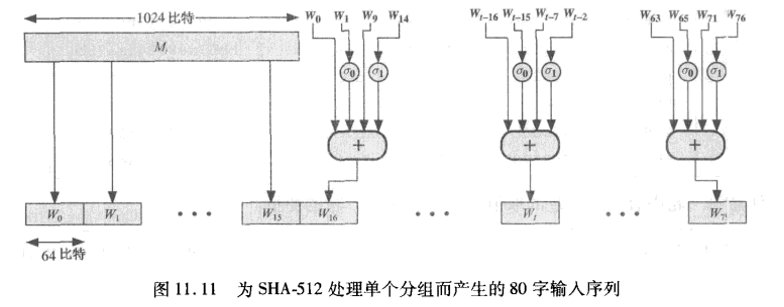 1024 比特
W0 W1 W9 W14 Wt−16 Wt−15 Wt−7 Wt−2 W63 W65 W71 W76
Mi
σ0 σ1 σ0 σ1 σ0 σ1
+ + +
W0 W1 • • • W15 W16 • • • Wt • • • W79
64 比特
图 11.11 为 SHA-512 处理单个分组而产生的 80 字输入序列